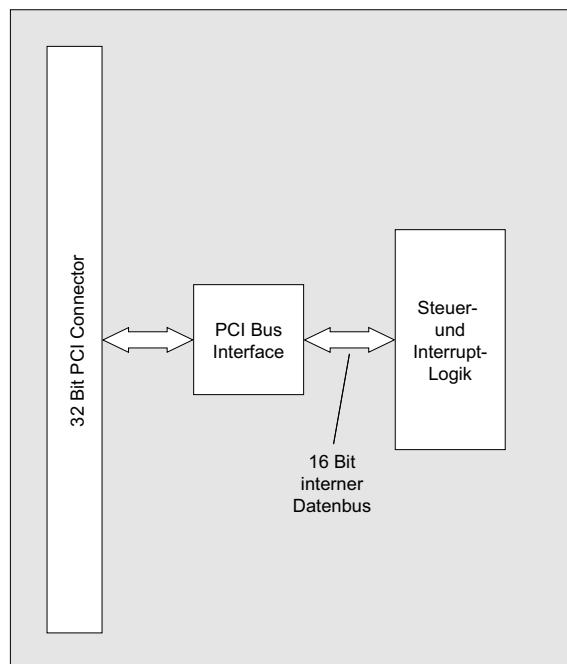 32 Bit PCI Connector
PCI Bus
Interface
Steuer-
und
Interrupt-
Logik
16 Bit
interner
Datenbus